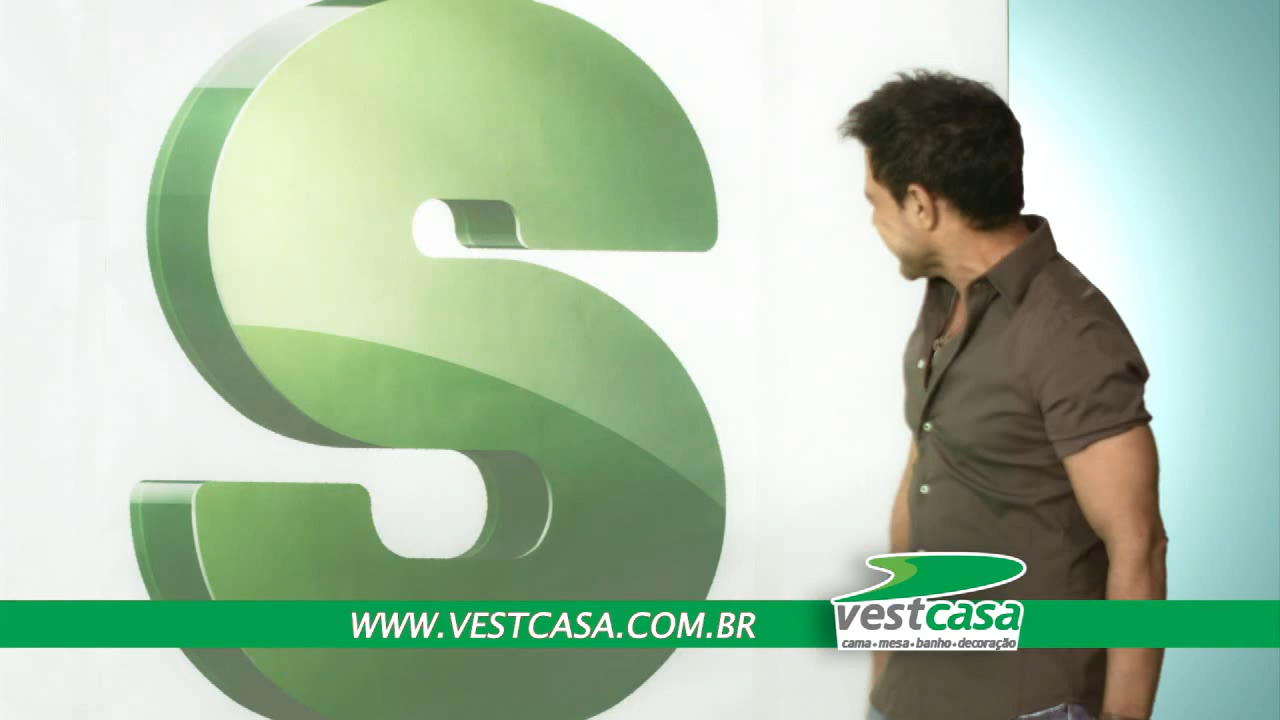 S
WWW.VESTCASA.COM.BR
vestcasa
cama • mesa • banho • decoração